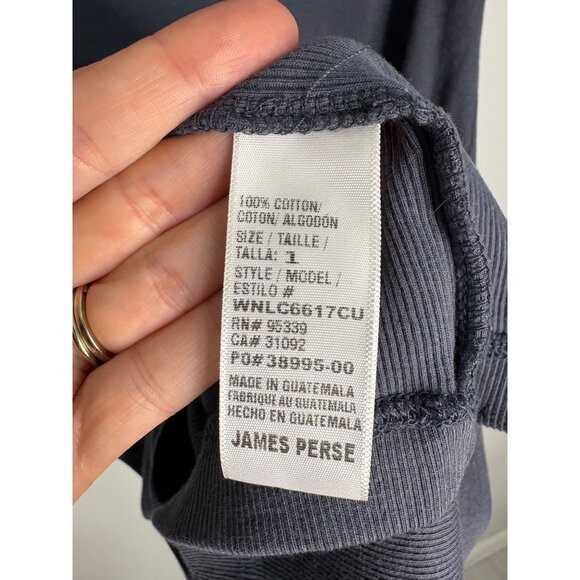 100% COTTON/
COTON/ ALGODÓN
SIZE / TAILLE /
TALLA: 1
STYLE / MODEL /
ESTILO #
WNLC6617CU
RN# 95339
CA# 31092
PO#38995-00
MADE IN GUATEMALA
FABRIQUE AU GUATEMALA
HECHO EN GUATEMALA
JAMES PERSE